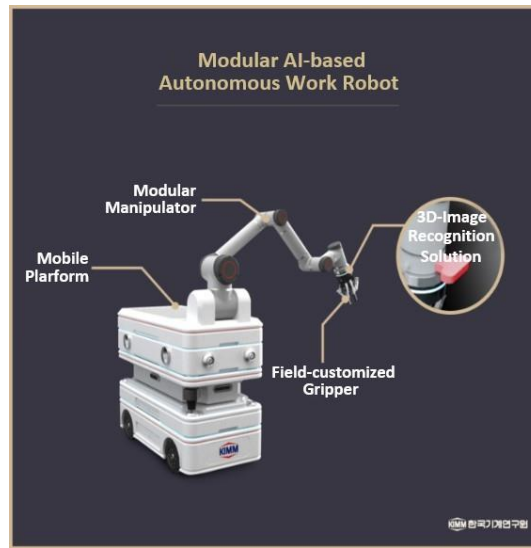 Modular AI-based
Autonomous Work Robot
Modular
Manipulator
3D-Image
Recognition
Solution
Mobile
Plarform
Field-customized
Gripper
KIMM
KIMM 한국기계연구원